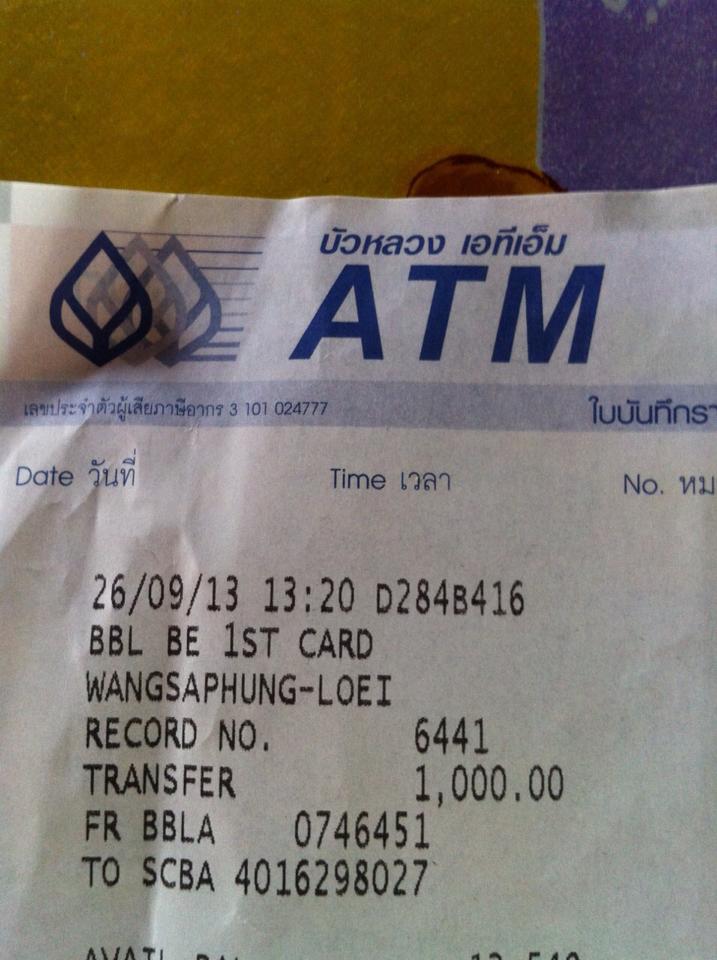 บัวหลวง เอทีเอ็ม
ATM
เลขประจำตัวผู้เสียภาษีอากร 3 101 024777
Date วันที่ Time เวลา No.
26/09/13 13:20 D284B416
BBL BE 1ST CARD
WANGSAPHUNG-LOEI
RECORD NO. 6441
TRANSFER 1,000.00
FR BBLA 0746451
TO SCBA 4016298027